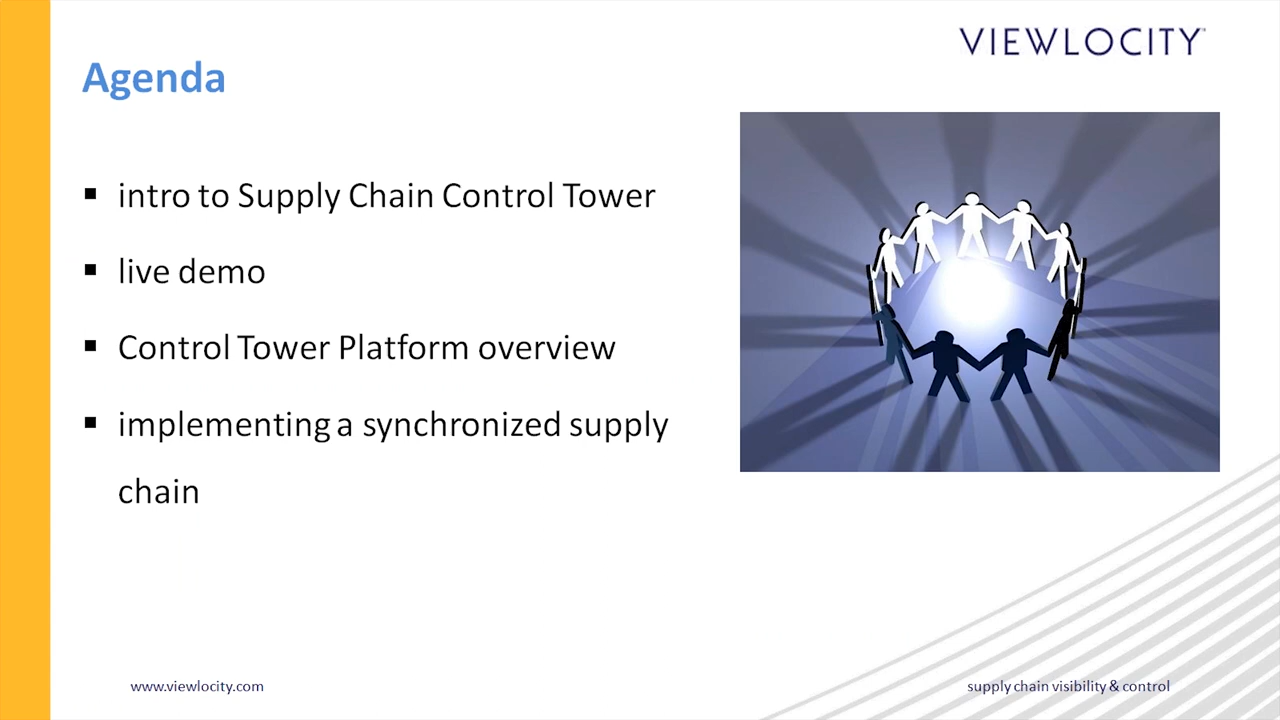 VIEWLOCITY™
Agenda
▪ intro to Supply Chain Control Tower
▪ live demo
▪ Control Tower Platform overview
▪ implementing a synchronized supply
chain
www.viewlocity.com
supply chain visibility & control